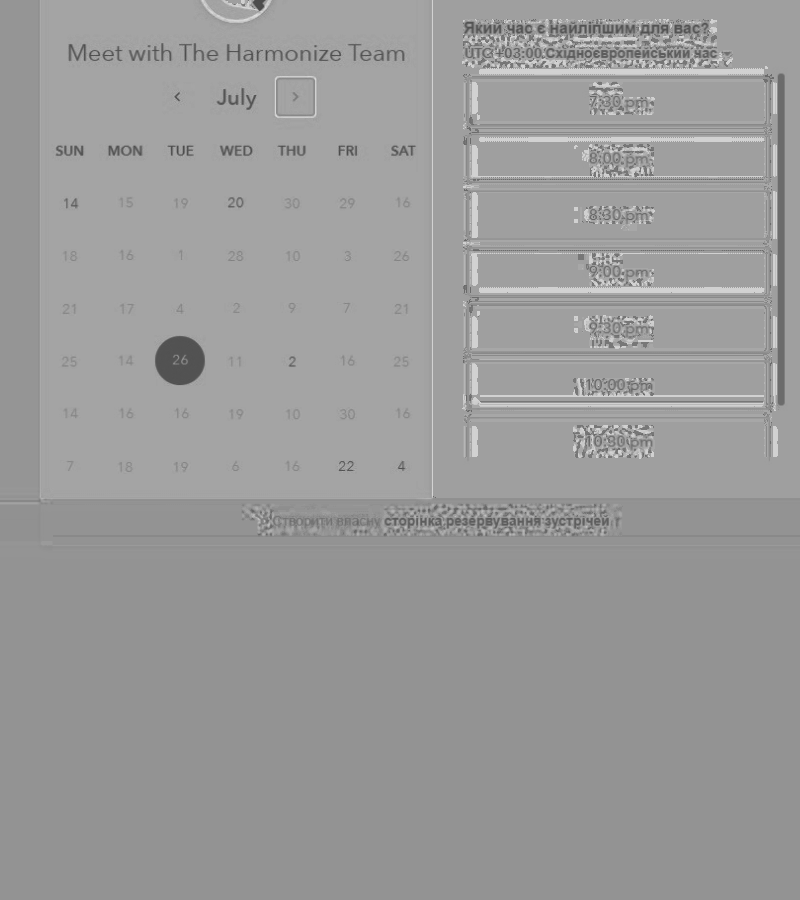 Meet with The Harmonize Team
July
SUN MON TUE WED THU FRI SAT
14 15 19 20 30 29 16
18 16 1 28 10 3 26
21 17 4 2 9 7 21
25 14 26 11 2 16 25
14 16 16 19 10 30 16
7 18 19 6 16 22 4
Який час є найліпшим для вас?
UTC +03:00 Східноєвропейський час
7:30 pm
8:00 pm
8:30 pm
9:00 pm
9:30 pm
10:00 pm
10:30 pm
Створити власну сторінка резервування зустрічей